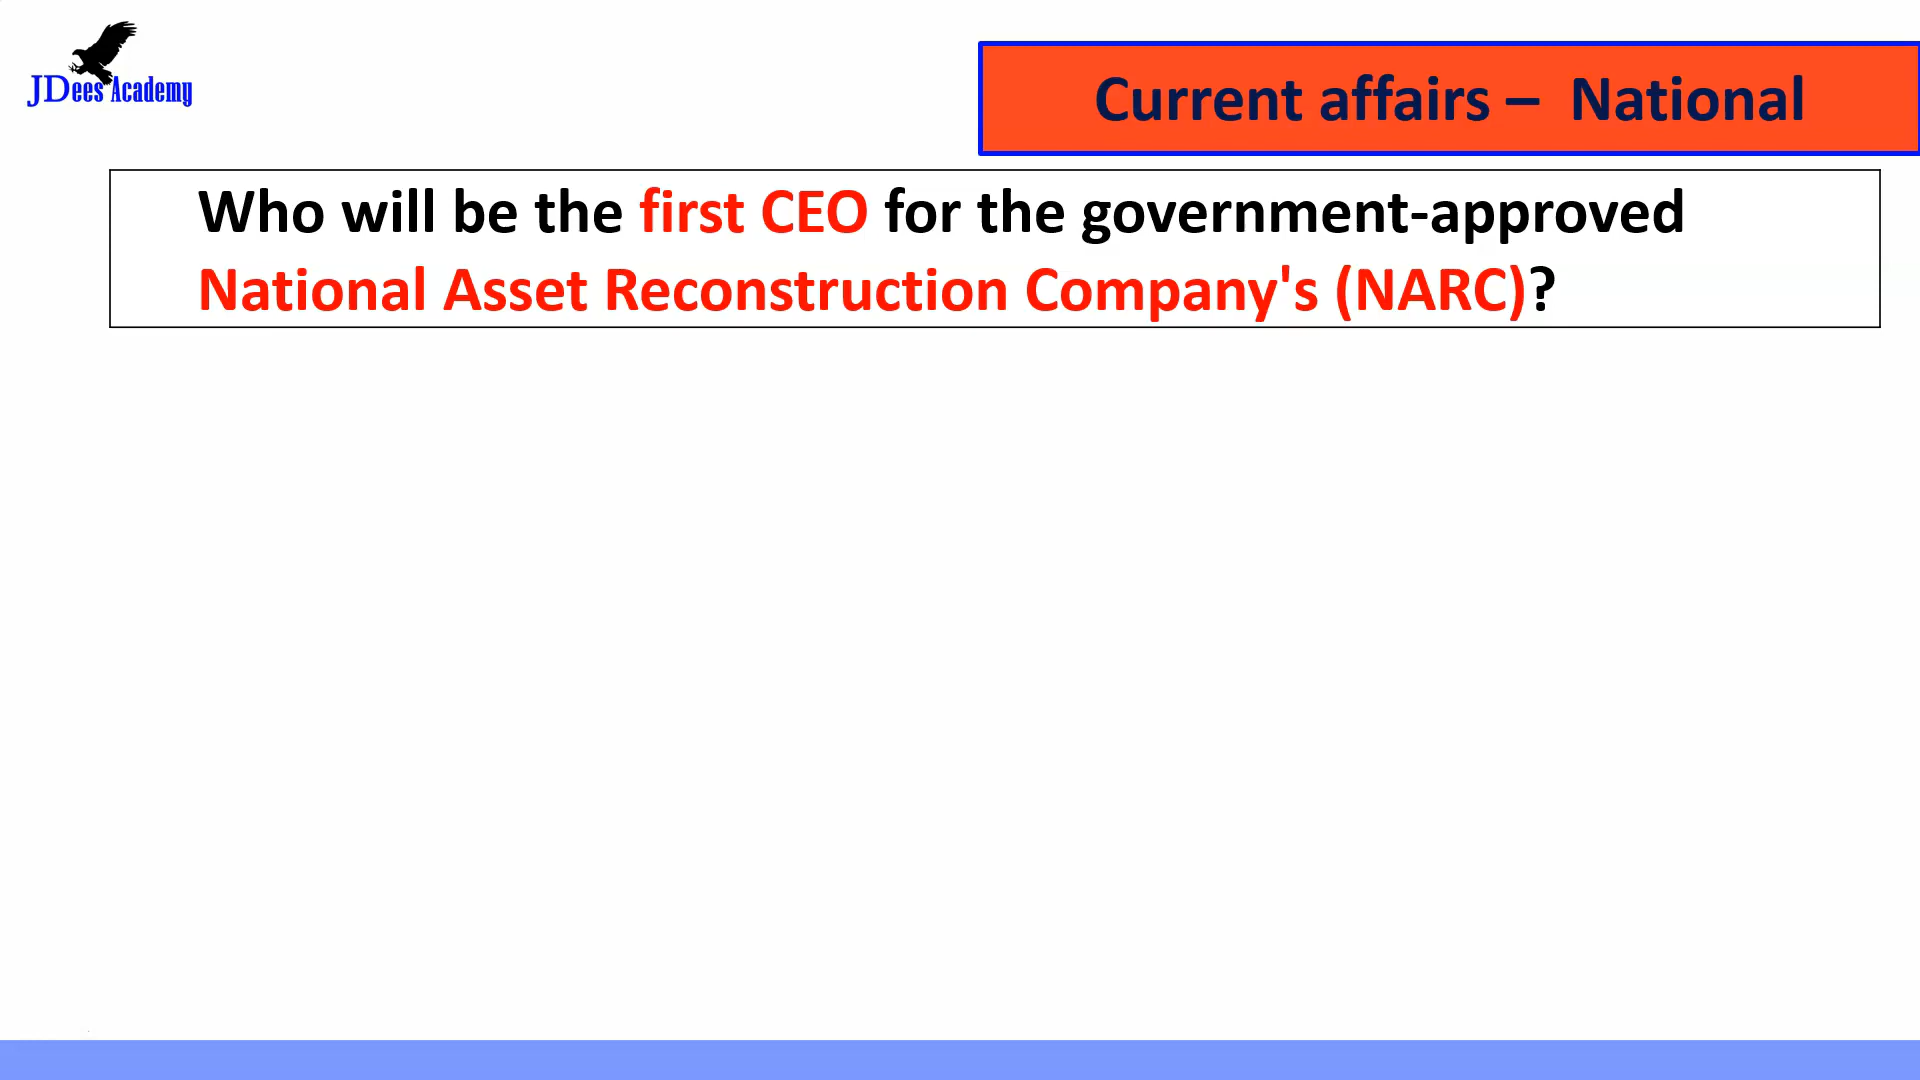 JDees Academy
Current affairs – National
Who will be the first CEO for the government-approved
National Asset Reconstruction Company's (NARC)?